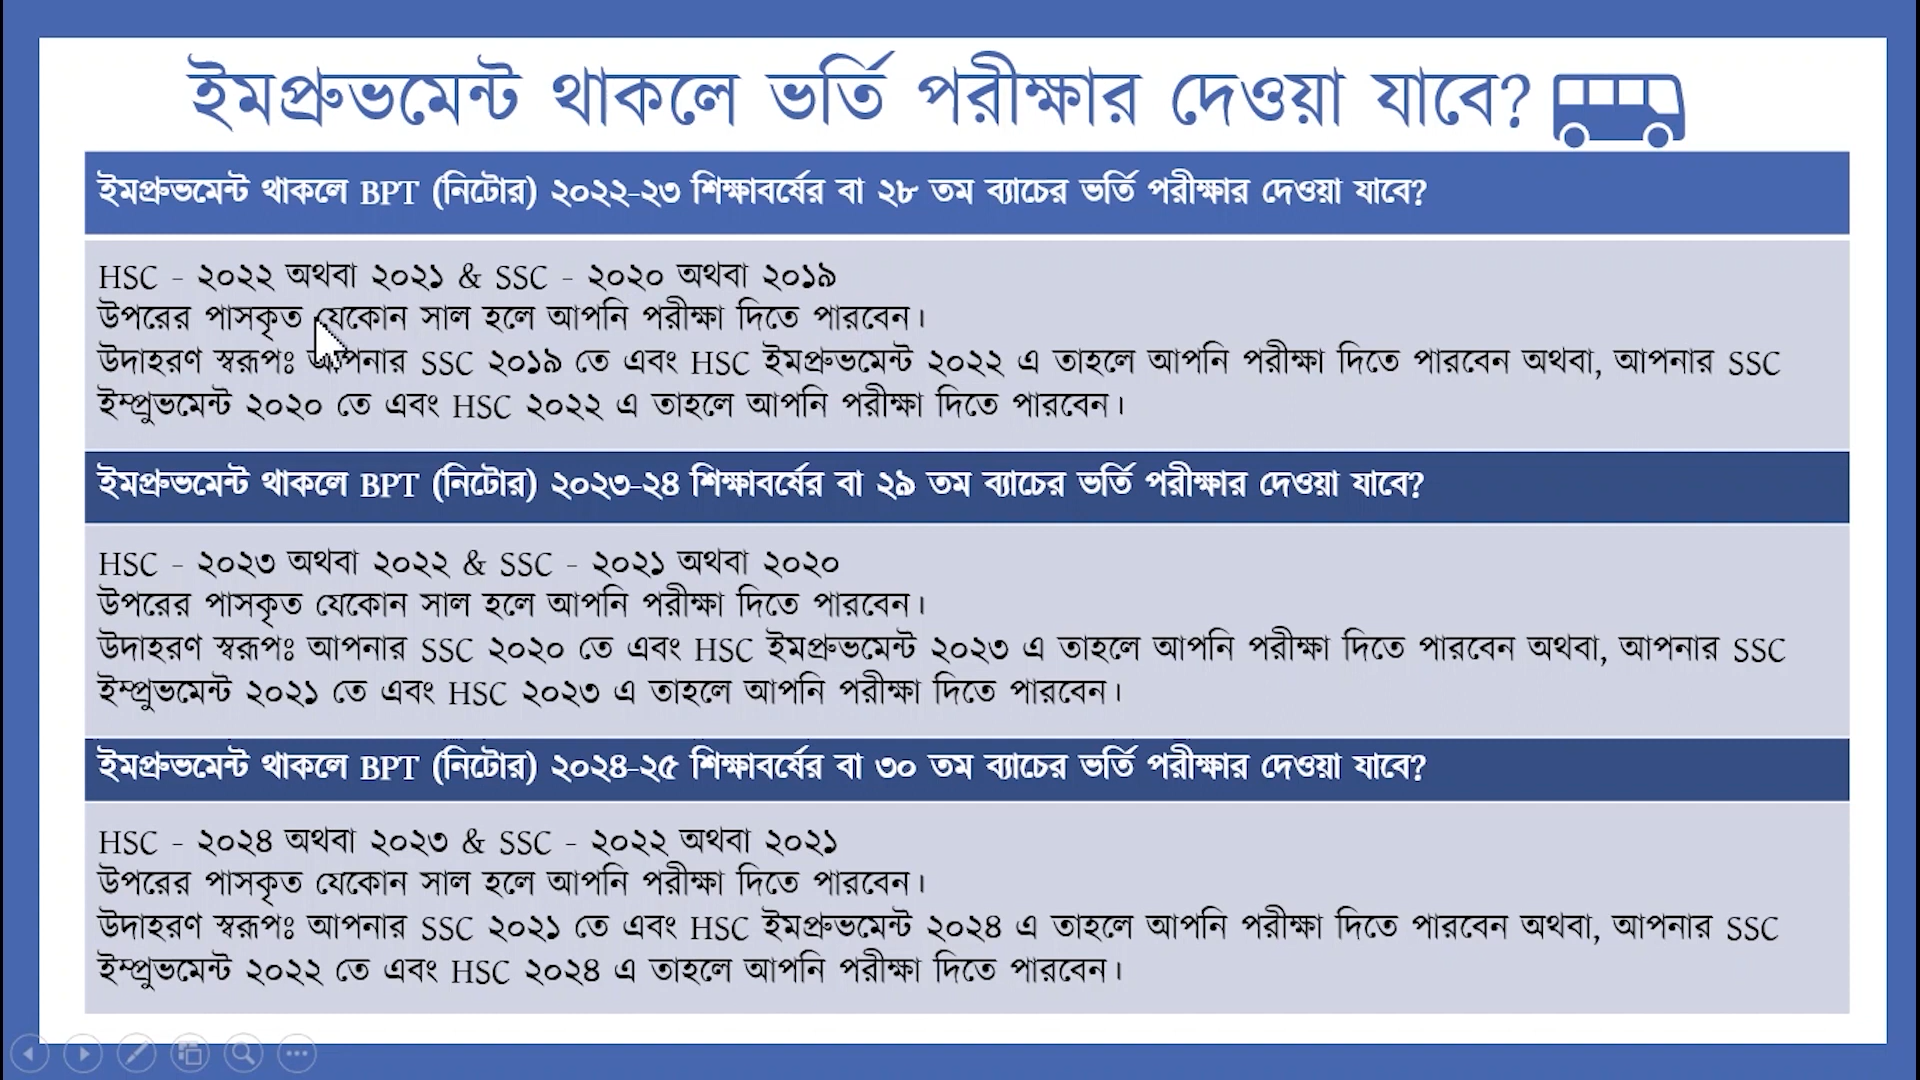 ইমপ্রুভমেন্ট থাকলে ভর্তি পরীক্ষার দেওয়া যাবে?
ইমপ্রুভমেন্ট থাকলে BPT (নিটোর) ২০২২-২৩ শিক্ষাবর্ষের বা ২৮ তম ব্যাচের ভর্তি পরীক্ষার দেওয়া যাবে?
HSC - ২০২২ অথবা ২০২১ & SSC - ২০২০ অথবা ২০১৯
উপরের পাসকৃত যেকোন সাল হলে আপনি পরীক্ষা দিতে পারবেন।
উদাহরণ স্বরূপঃ আপনার SSC ২০১৯ তে এবং HSC ইমপ্রুভমেন্ট ২০২২ এ তাহলে আপনি পরীক্ষা দিতে পারবেন অথবা, আপনার SSC
ইম্প্রুভমেন্ট ২০২০ তে এবং HSC ২০২২ এ তাহলে আপনি পরীক্ষা দিতে পারবেন।
ইমপ্রুভমেন্ট থাকলে BPT (নিটোর) ২০২৩-২৪ শিক্ষাবর্ষের বা ২৯ তম ব্যাচের ভর্তি পরীক্ষার দেওয়া যাবে?
HSC - ২০২৩ অথবা ২০২২ & SSC - ২০২১ অথবা ২০২০
উপরের পাসকৃত যেকোন সাল হলে আপনি পরীক্ষা দিতে পারবেন।
উদাহরণ স্বরূপঃ আপনার SSC ২০২০ তে এবং HSC ইমপ্রুভমেন্ট ২০২৩ এ তাহলে আপনি পরীক্ষা দিতে পারবেন অথবা, আপনার SSC
ইম্প্রুভমেন্ট ২০২১ তে এবং HSC ২০২৩ এ তাহলে আপনি পরীক্ষা দিতে পারবেন।
ইমপ্রুভমেন্ট থাকলে BPT (নিটোর) ২০২৪-২৫ শিক্ষাবর্ষের বা ৩০ তম ব্যাচের ভর্তি পরীক্ষার দেওয়া যাবে?
HSC - ২০২৪ অথবা ২০২৩ & SSC - ২০২২ অথবা ২০২১
উপরের পাসকৃত যেকোন সাল হলে আপনি পরীক্ষা দিতে পারবেন।
উদাহরণ স্বরূপঃ আপনার SSC ২০২১ তে এবং HSC ইমপ্রুভমেন্ট ২০২৪ এ তাহলে আপনি পরীক্ষা দিতে পারবেন অথবা, আপনার SSC
ইম্প্রুভমেন্ট ২০২২ তে এবং HSC ২০২৪ এ তাহলে আপনি পরীক্ষা দিতে পারবেন।